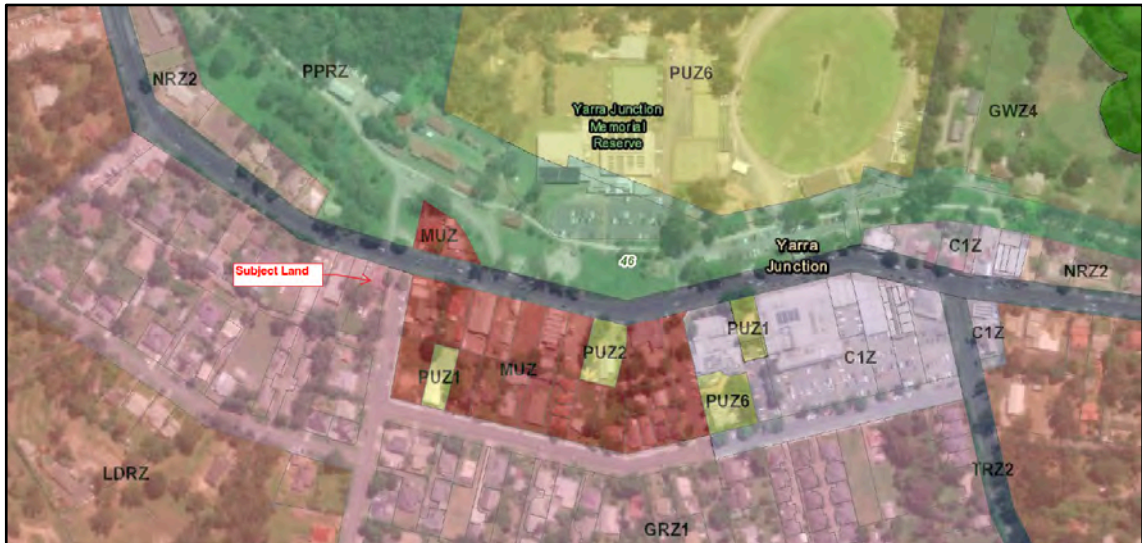 NRZ2
PPRZ
PUZ6
GWZ4
Yarra Junction
Memorial
Reserve
MUZ
46
Yarra
Junction
C1Z
NRZ2
Subject Land
PUZ1
MUZ
PUZ2
PUZ1
C1Z
C1Z
PUZ6
LDRZ
TRZ2
GRZ1